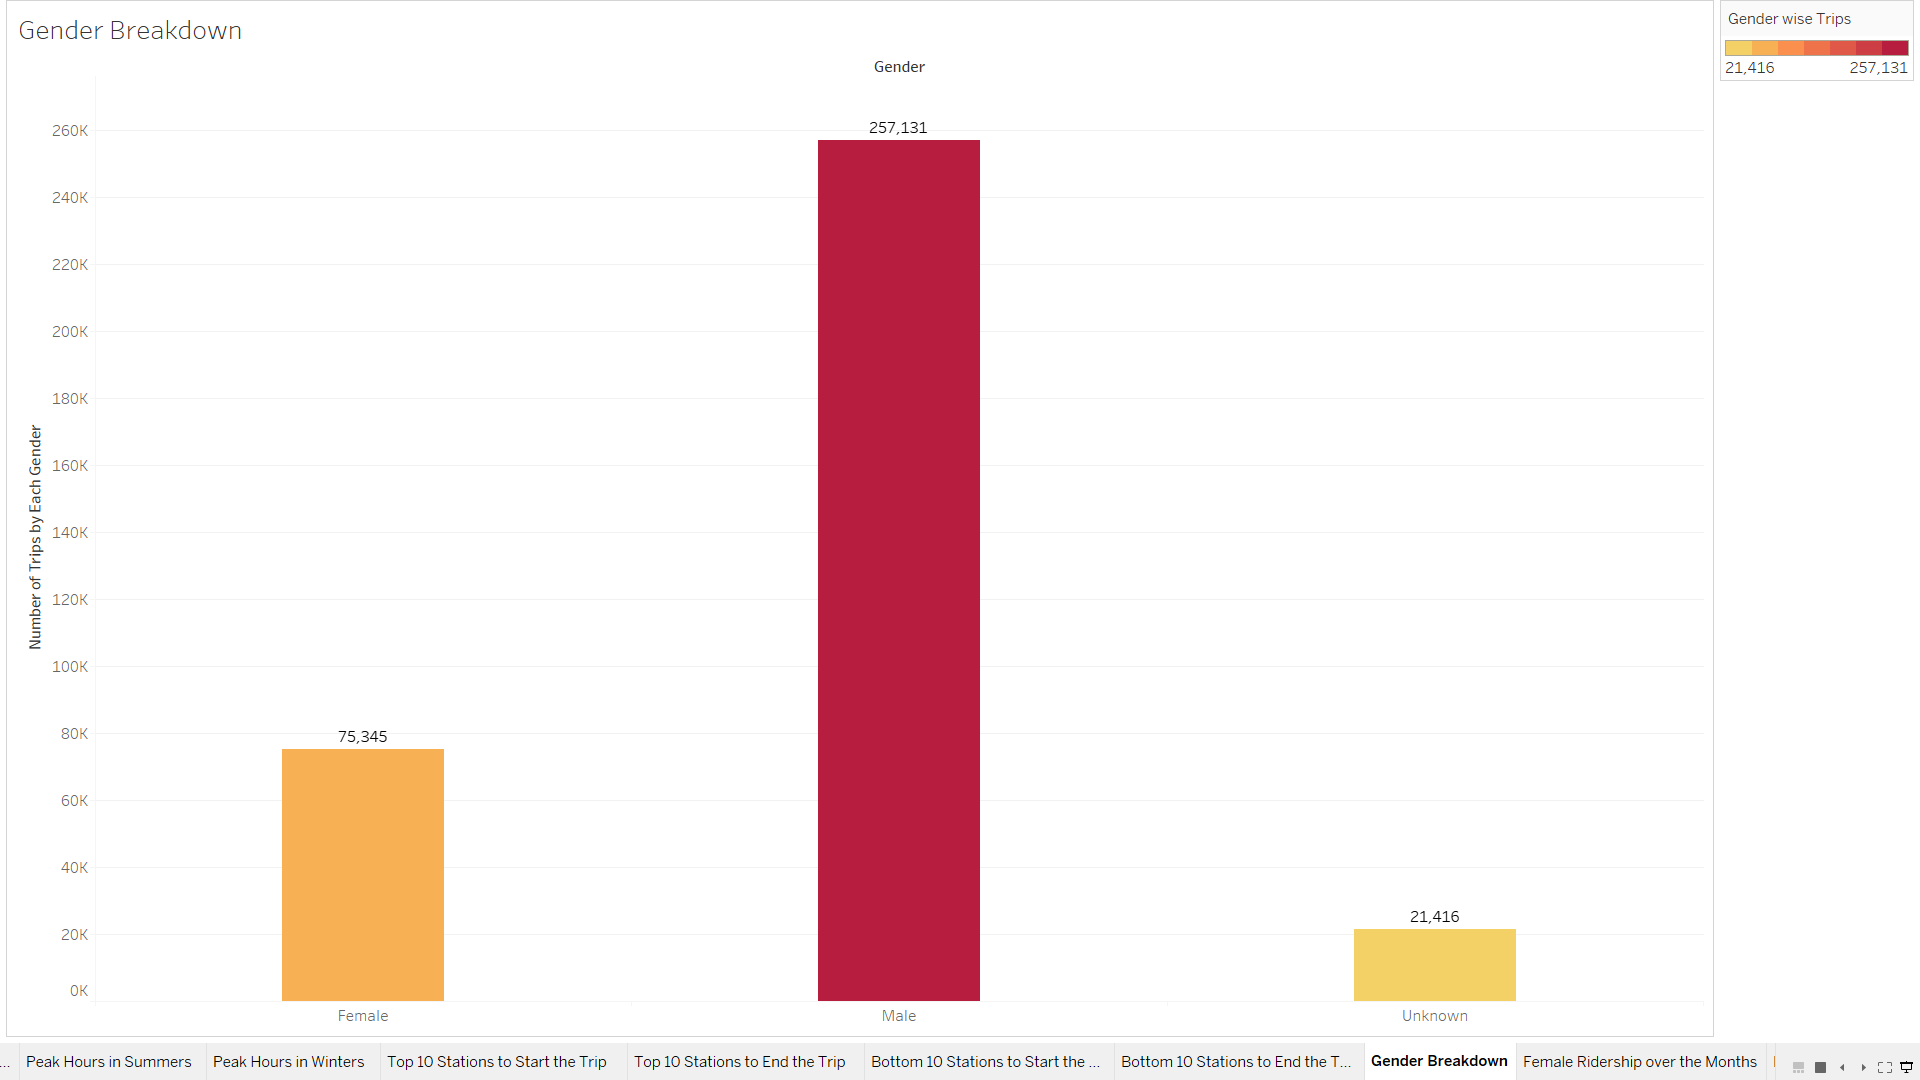 Gender Breakdown
Gender wise Trips
21,416 257,131
Gender
Number of Trips by Each Gender
260K
240K
220K
200K
180K
160K
140K
120K
100K
80K
60K
40K
20K
0K
75,345
257,131
21,416
Female Male Unknown
... Peak Hours in Summers Peak Hours in Winters Top 10 Stations to Start the Trip Top 10 Stations to End the Trip Bottom 10 Stations to Start the ... Bottom 10 Stations to End the T... Gender Breakdown Female Ridership over the Months